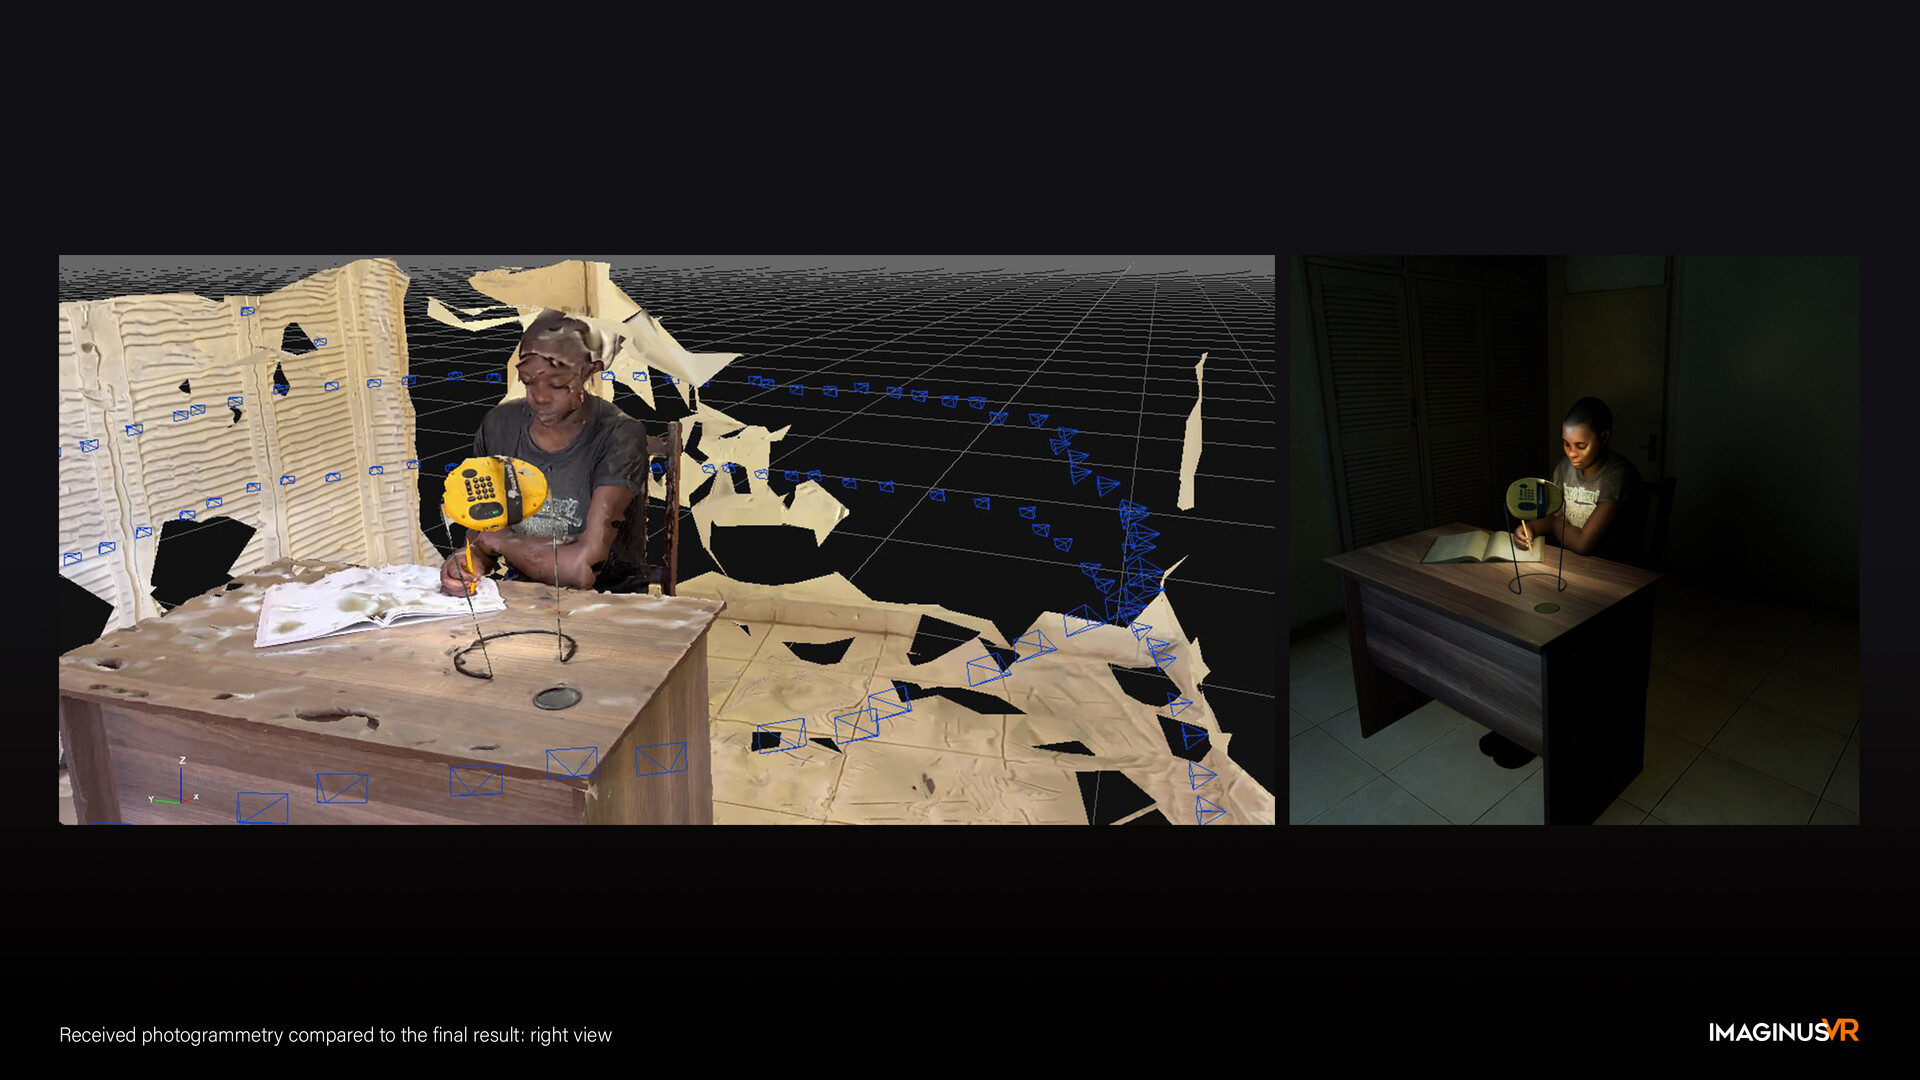 Z
Y
X
Received photogrammetry compared to the final result: right view
IMAGINUSVR